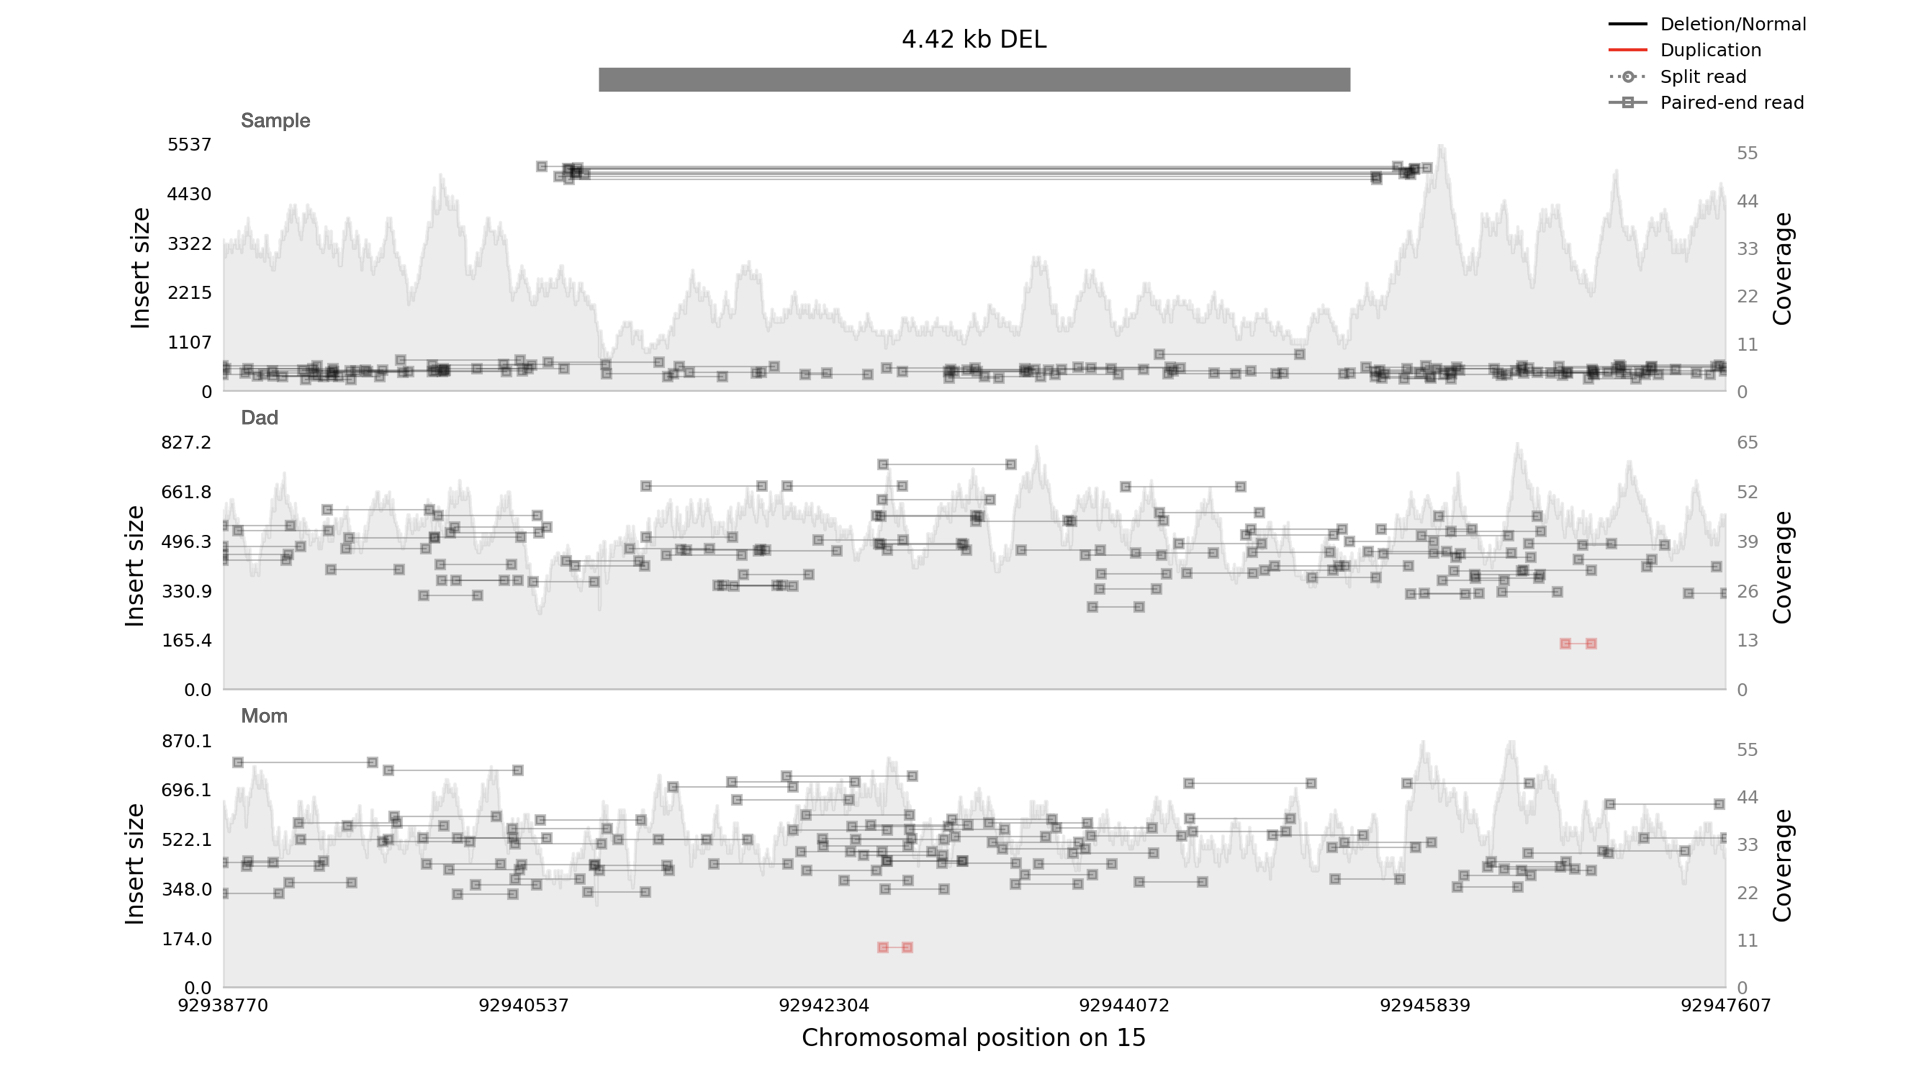 4.42 kb DEL
Deletion/Normal
Duplication
Split read
Paired-end read
Sample
5537
4430
3322
2215
1107
0
Insert size
55
44
33
22
11
0
Coverage
Dad
827.2
661.8
496.3
330.9
165.4
0.0
Insert size
65
52
39
26
13
0
Coverage
Mom
870.1
696.1
522.1
348.0
174.0
0.0
Insert size
55
44
33
22
11
0
Coverage
92938770 92940537 92942304 92944072 92945839 92947607
Chromosomal position on 15